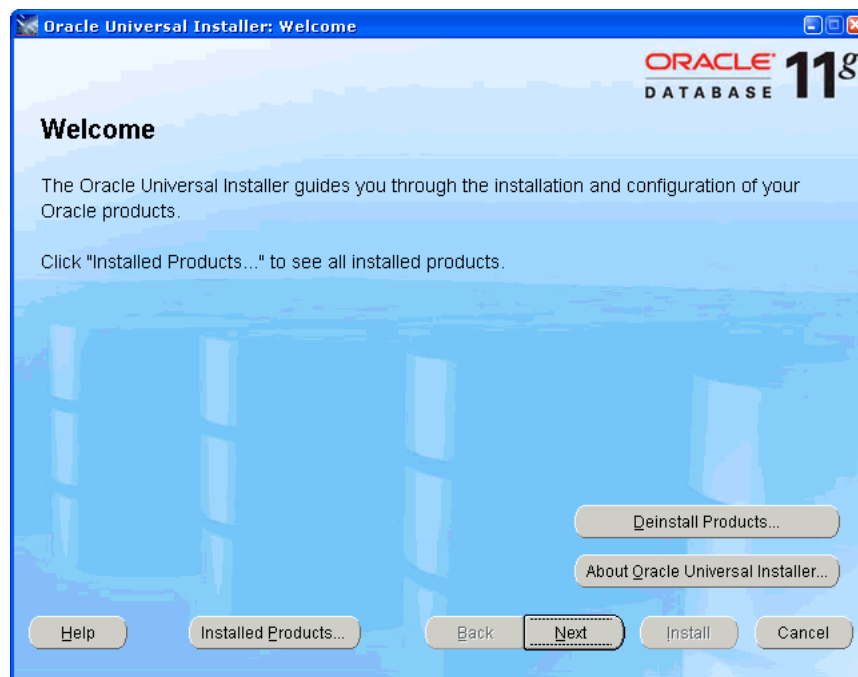 Oracle Universal Installer: Welcome
ORACLE 11g
DATABASE
Welcome
The Oracle Universal Installer guides you through the installation and configuration of your
Oracle products.
Click "Installed Products..." to see all installed products.
Deinstall Products...
About Oracle Universal Installer...
Help Installed Products... Back Next Install Cancel